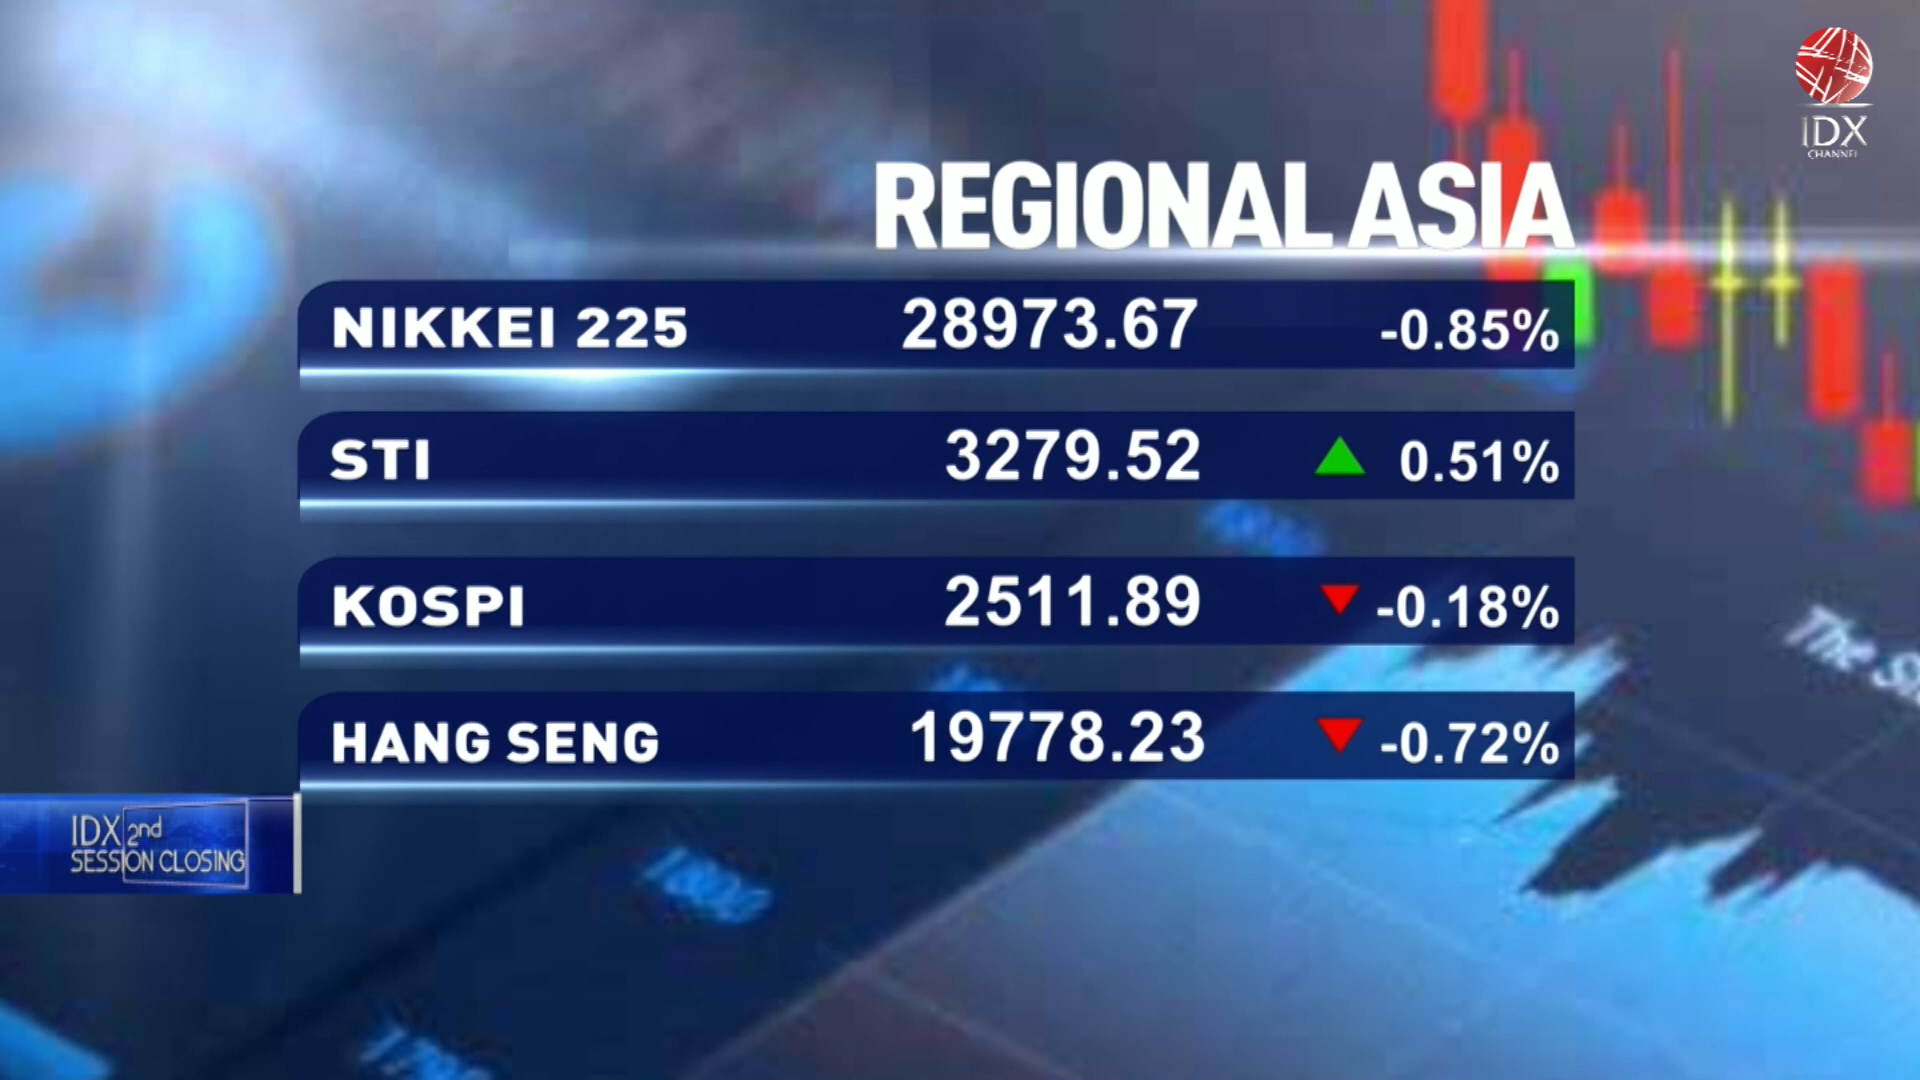 IDX
CHANNEL
REGIONAL ASIA
NIKKEI 225 28973.67 -0.85%
STI 3279.52 ▲ 0.51%
KOSPI 2511.89 ▼ -0.18%
HANG SENG 19778.23 ▼ -0.72%
IDX 2nd
SESSION CLOSING
The